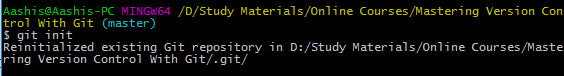 Aashis@Aashis-PC MINGW64 /D/Study Materials/Online Courses/Mastering Version Con
trol With Git (master)
$ git init
Reinitialized existing Git repository in D:/Study Materials/Online Courses/Maste
ring Version Control With Git/.git/